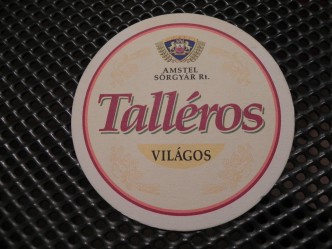 AMSTEL
SÖRGYÁR Rt.
Talléros
VILÁGOS